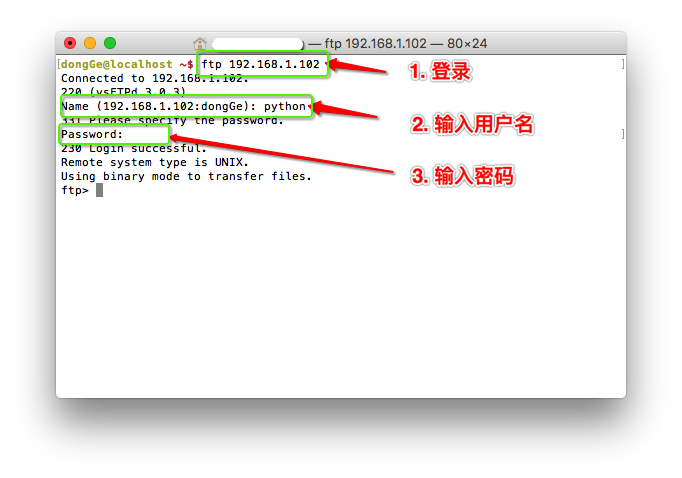 — ftp 192.168.1.102 — 80×24
[dongGe@localhost ~$ ftp 192.168.1.102 ]
Connected to 192.168.1.102.
220 (vsFTPd 3.0.3)
Name (192.168.1.102:dongGe): python
331 Please specify the password.
Password: ]
230 Login successful.
Remote system type is UNIX.
Using binary mode to transfer files.
ftp>
1. 登录
2. 输入用户名
3. 输入密码